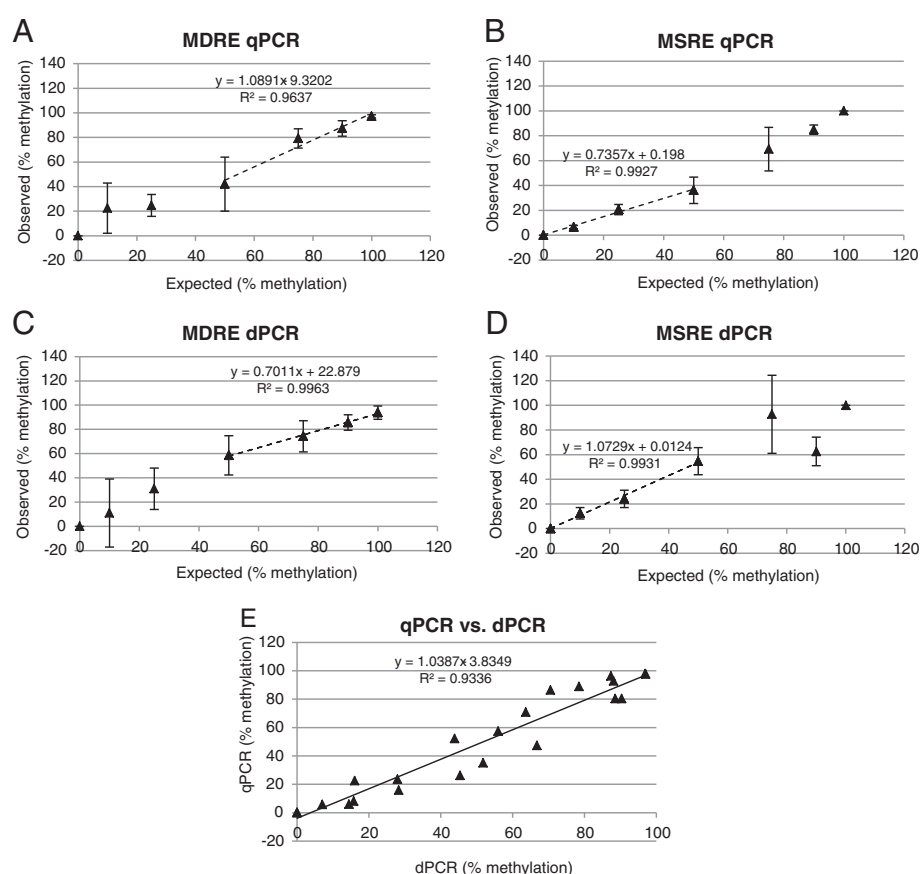 A
MDRE qPCR
Observed (% methylation)
140
120
100
80
60
40
20
0
-20
y = 1.0891x 9.3202
R² = 0.9637
0 20 40 60 80 100 120
Expected (% methylation)
B
MSRE qPCR
Observed (% methylation)
140
120
100
80
60
40
20
0
-20
y = 0.7357x + 0.198
R² = 0.9927
0 20 40 60 80 100 120
Expected (% methylation)
C
MDRE dPCR
Observed (% methylation)
140
120
100
80
60
40
20
0
-20
y = 0.7011x + 22.879
R² = 0.9963
0 20 40 60 80 100 120
Expected (% methylation)
D
MSRE dPCR
Observed (% methylation)
140
120
100
80
60
40
20
0
-20
y = 1.0729x + 0.0124
R² = 0.9931
0 20 40 60 80 100 120
Expected (% methylation)
E
qPCR vs. dPCR
qPCR (% methylation)
120
100
80
60
40
20
0
-20
y = 1.0387x 3.8349
R² = 0.9336
0 20 40 60 80 100
dPCR (% methylation)